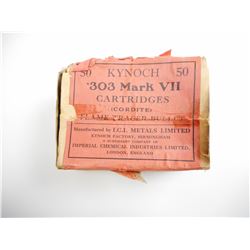 50 KYNOCH 50
·303 Mark VII
CARTRIDGES
(CORDITE)
FLAME TRACER BULLET
Manufactured by I.C.I. METALS LIMITED
KYNOCH FACTORY, BIRMINGHAM
A SUBSIDIARY COMPANY OF
IMPERIAL CHEMICAL INDUSTRIES LIMITED,
LONDON, ENGLAND